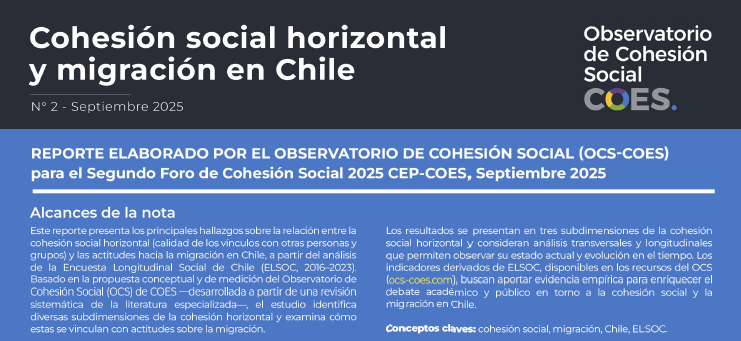 Cohesión social horizontal
y migración en Chile
N° 2 - Septiembre 2025
Observatorio
de Cohesión
Social
COES.
REPORTE ELABORADO POR EL OBSERVATORIO DE COHESIÓN SOCIAL (OCS-COES)
para el Segundo Foro de Cohesión Social 2025 CEP-COES, Septiembre 2025
Alcances de la nota
Este reporte presenta los principales hallazgos sobre la relación entre la
cohesión social horizontal (calidad de los vínculos con otras personas y
grupos) y las actitudes hacia la migración en Chile, a partir del análisis
de la Encuesta Longitudinal Social de Chile (ELSOC, 2016–2023).
Basado en la propuesta conceptual y de medición del Observatorio de
Cohesión Social (OCS) de COES —desarrollada a partir de una revisión
sistemática de la literatura especializada—, el estudio identifica
diversas subdimensiones de la cohesión horizontal y examina cómo
estas se vinculan con actitudes sobre la migración.
Los resultados se presentan en tres subdimensiones de la cohesión
social horizontal y consideran análisis transversales y longitudinales
que permiten observar su estado actual y evolución en el tiempo. Los
indicadores derivados de ELSOC, disponibles en los recursos del OCS
(ocs-coes.com), buscan aportar evidencia empírica para enriquecer el
debate académico y público en torno a la cohesión social y la
migración en Chile.
Conceptos claves: cohesión social, migración, Chile, ELSOC.